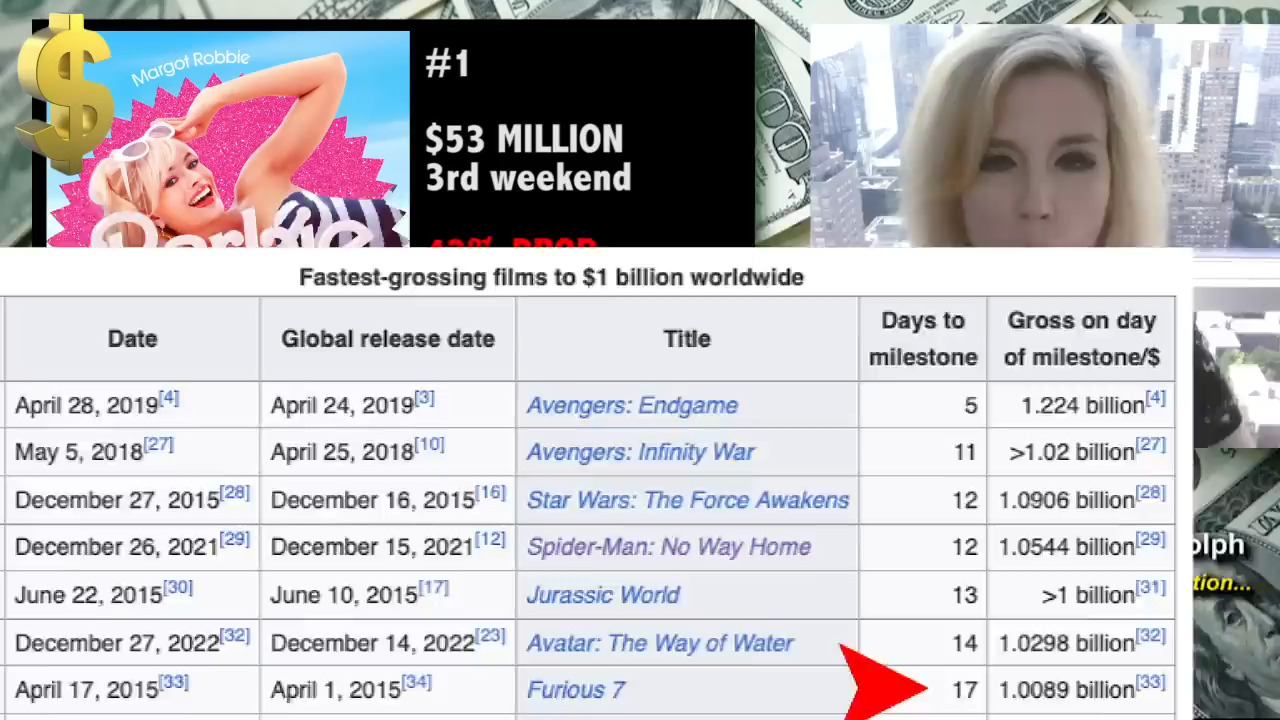 Margot Robbie
Barbie
#1
$53 MILLION
3rd weekend
100
Fastest-grossing films to $1 billion worldwide
Date Global release date Title Days to milestone Gross on day of milestone/$
April 28, 2019[4] April 24, 2019[3] Avengers: Endgame 5 1.224 billion[4]
May 5, 2018[27] April 25, 2018[10] Avengers: Infinity War 11 >1.02 billion[27]
December 27, 2015[28] December 16, 2015[16] Star Wars: The Force Awakens 12 1.0906 billion[28]
December 26, 2021[29] December 15, 2021[12] Spider-Man: No Way Home 12 1.0544 billion[29]
June 22, 2015[30] June 10, 2015[17] Jurassic World 13 >1 billion[31]
December 27, 2022[32] December 14, 2022[23] Avatar: The Way of Water 14 1.0298 billion[32]
April 17, 2015[33] April 1, 2015[34] Furious 7 17 1.0089 billion[33]
olph
tion...